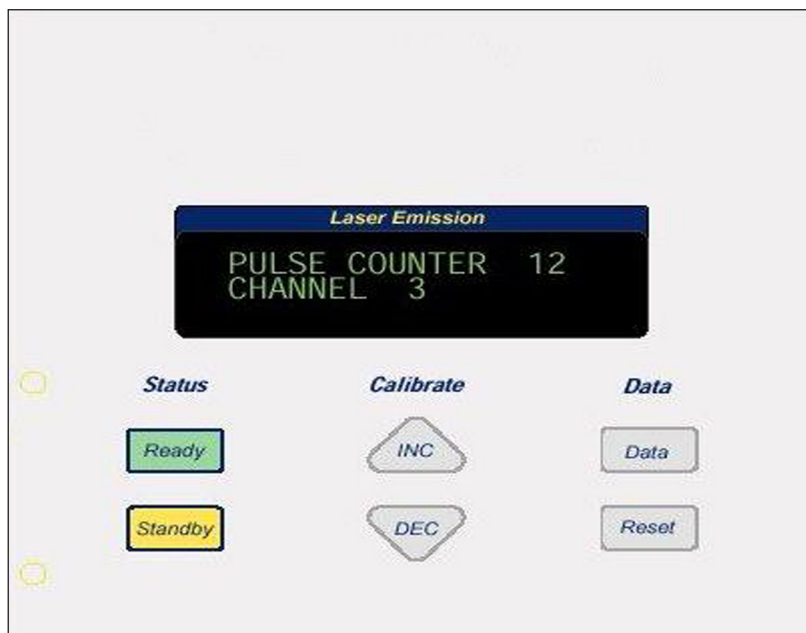 Laser Emission
PULSE COUNTER 12
CHANNEL 3
Status Calibrate Data
Ready INC Data
Standby DEC Reset